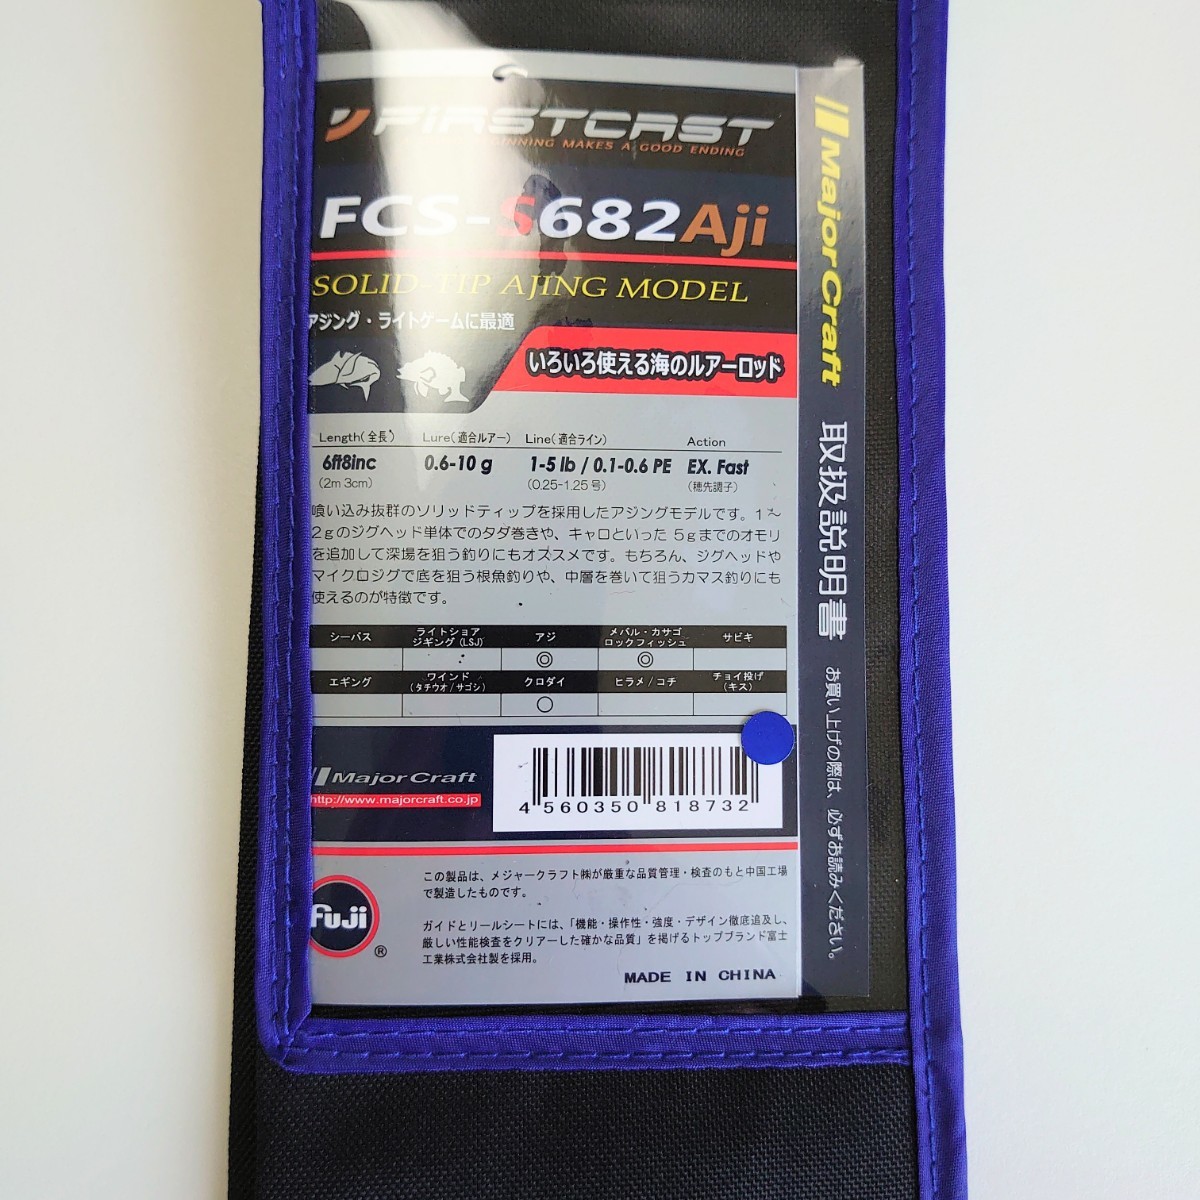 FIRSTCAST
INNING MAKES A GOOD ENDING
FCS-S682Aji
SOLID-TIP AJING MODEL
アジング・ライトゲームに最適
いろいろ使える海のルアーロッド
Length(全長) Lure(適合ルアー) Line(適合ライン) Action
6ft8inc 0.6-10 g 1-5 lb / 0.1-0.6 PE EX. Fast
(2m 3cm) (0.25-1.25号) (穂先調子)
喰い込み抜群のソリッドティップを採用したアジングモデルです。1～
2gのジグヘッド単体でのタダ巻きや、キャロといった 5gまでのオモリ
を追加して深場を狙う釣りにもオススメです。もちろん、ジグヘッドや
マイクロジグで底を狙う根魚釣りや、中層を巻いて狙うカマス釣りにも
使えるのが特徴です。
シーバス ライトショアジギング(LSJ) アジ メバル・カサゴロックフィッシュ サビキ
◎ ◎
エギング ワインド(タチウオ/サゴシ) クロダイ ヒラメ/コチ チョイ投げ(キス)
○
Major Craft
http://www.majorcraft.co.jp
4 560350 818732
Fuji
®
この製品は、メジャークラフト㈱が厳重な品質管理・検査のもと中国工場
で製造したものです。
ガイドとリールシートには、「機能・操作性・強度・デザイン徹底追及し、
厳しい性能検査をクリアーした確かな品質」を掲げるトップブランド富士
工業株式会社製を採用。
MADE IN CHINA
Major Craft 取扱説明書 お買い上げの際は、必ずお読みください。